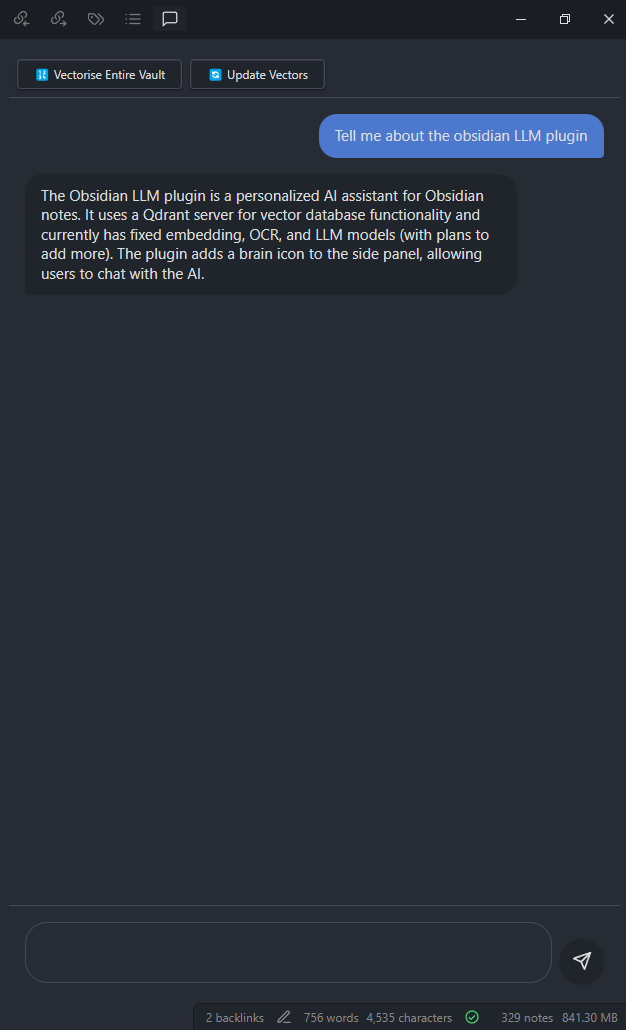 Vectorise Entire Vault
Update Vectors
Tell me about the obsidian LLM plugin
The Obsidian LLM plugin is a personalized AI assistant for Obsidian
notes. It uses a Qdrant server for vector database functionality and
currently has fixed embedding, OCR, and LLM models (with plans to
add more). The plugin adds a brain icon to the side panel, allowing
users to chat with the AI.
2 backlinks 756 words 4,535 characters 329 notes 841.30 MB